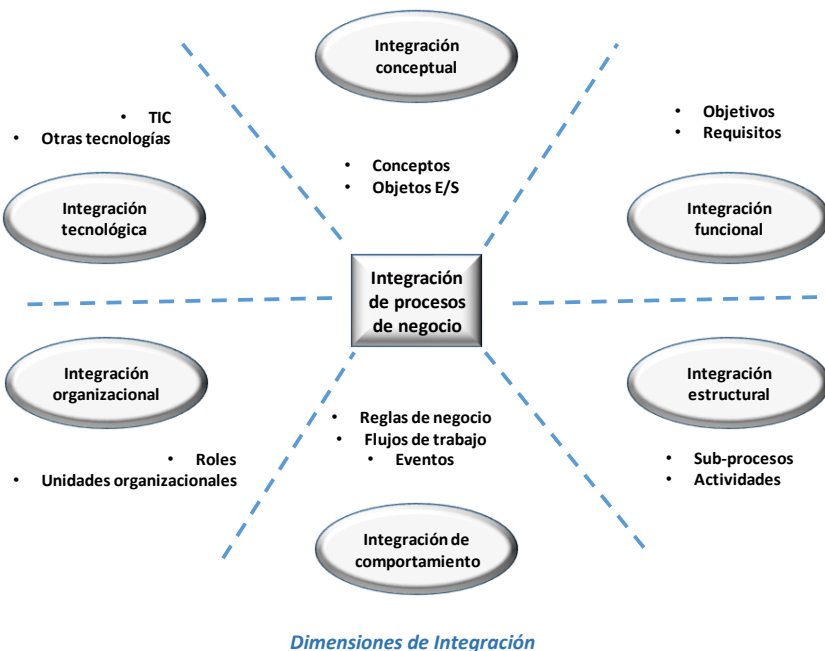 Integración
conceptual
• TIC
• Otras tecnologías
• Objetivos
• Requisitos
• Conceptos
• Objetos E/S
Integración
tecnológica
Integración
funcional
Integración
de procesos
de negocio
Integración
organizacional
Integración
estructural
• Reglas de negocio
• Flujos de trabajo
• Eventos
• Roles
• Unidades organizacionales
• Sub-procesos
• Actividades
Integración de
comportamiento
Dimensiones de Integración